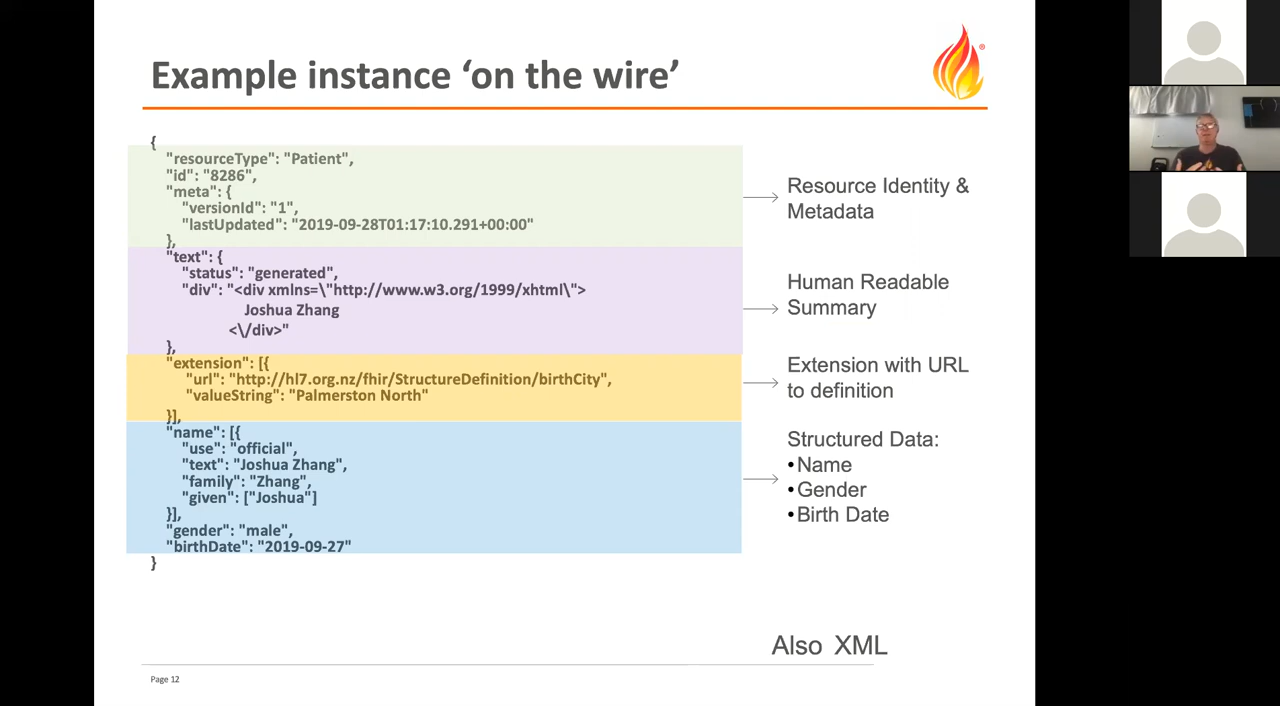 Example instance ‘on the wire’
®
{
"resourceType": "Patient",
"id": "8286",
"meta": {
"versionId": "1",
"lastUpdated": "2019-09-28T01:17:10.291+00:00"
},
"text": {
"status": "generated",
"div": "<div xmlns=\"http://www.w3.org/1999/xhtml\">
Joshua Zhang
<\/div>"
},
"extension": [{
"url": "http://hl7.org.nz/fhir/StructureDefinition/birthCity",
"valueString": "Palmerston North"
}],
"name": [{
"use": "official",
"text": "Joshua Zhang",
"family": "Zhang",
"given": ["Joshua"]
}],
"gender": "male",
"birthDate": "2019-09-27"
}
Resource Identity &
Metadata
Human Readable
Summary
Extension with URL
to definition
Structured Data:
•Name
•Gender
•Birth Date
Also XML
Page 12